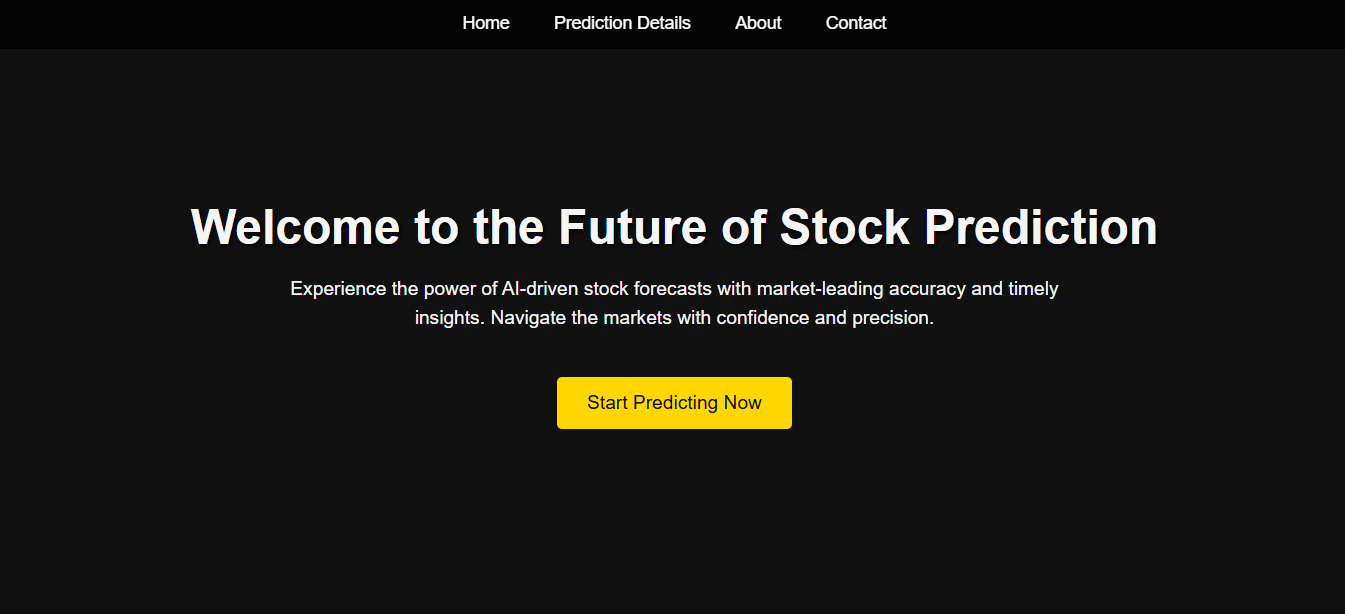 Home Prediction Details About Contact
Welcome to the Future of Stock Prediction
Experience the power of AI-driven stock forecasts with market-leading accuracy and timely
insights. Navigate the markets with confidence and precision.
Start Predicting Now